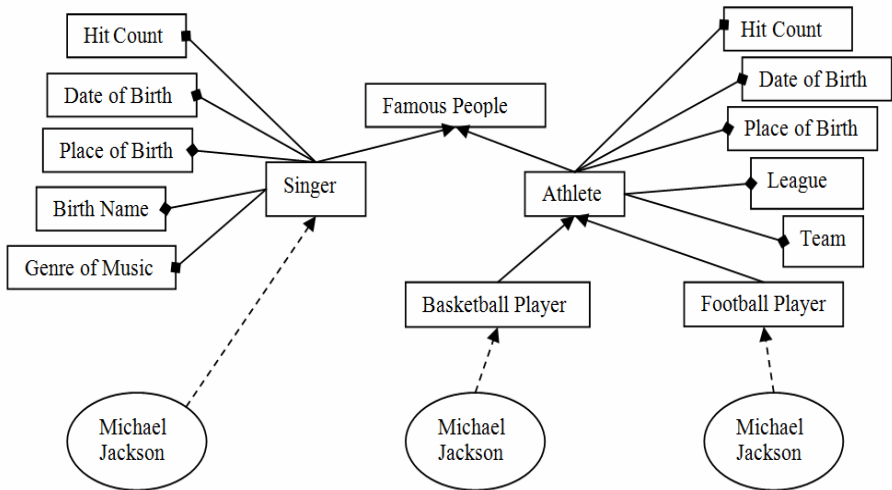 Hit Count
Date of Birth
Place of Birth
Birth Name
Genre of Music
Famous People
Singer
Athlete
Hit Count
Date of Birth
Place of Birth
League
Team
Basketball Player
Football Player
Michael
Jackson
Michael
Jackson
Michael
Jackson